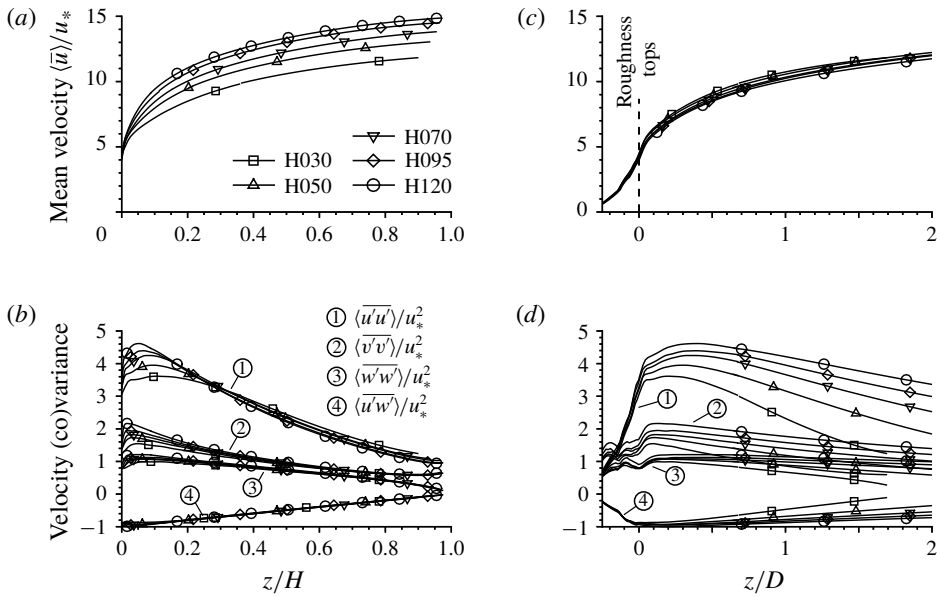 (a)
Mean velocity ⟨u̅⟩/u*
15
10
5
0
0
0.2
0.4
0.6
0.8
1.0
H030
H050
H070
H095
H120
(c)
Roughness
tops
15
10
5
0
0
1
2
(b)
Velocity (co)variance
5
4
3
2
1
0
−1
0
0.2
0.4
0.6
0.8
1.0
z/H
1
2
3
4
1 ⟨u′u′⟩/u*²
2 ⟨v′v′⟩/u*²
3 ⟨w′w′⟩/u*²
4 ⟨u′w′⟩/u*²
(d)
5
4
3
2
1
0
−1
0
1
2
z/D
1
2
3
4